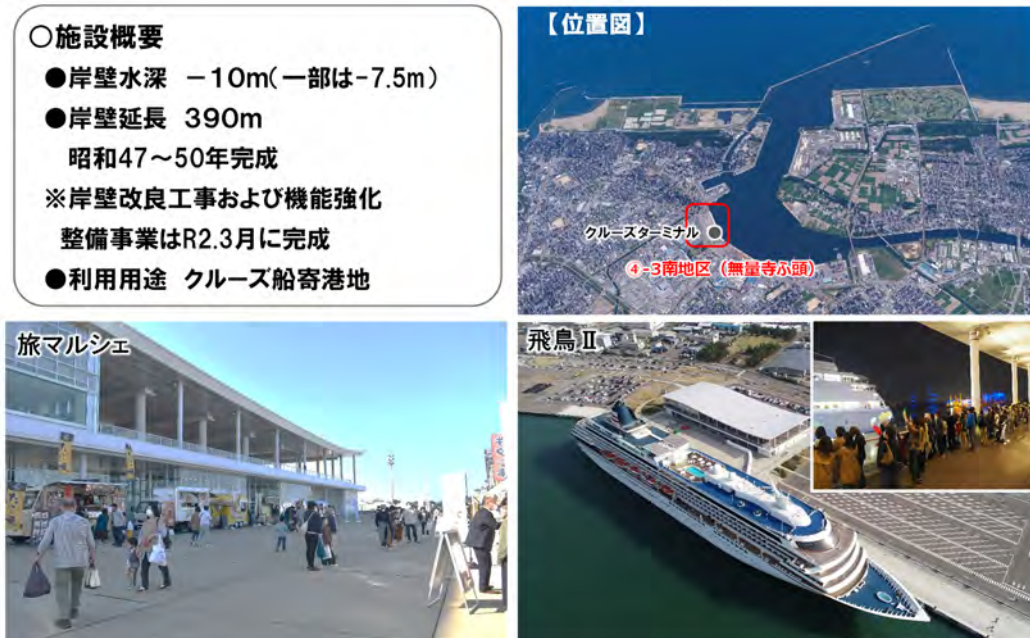 ○施設概要
●岸壁水深 －10m(一部は-7.5m)
●岸壁延長 390m
昭和47～50年完成
※岸壁改良工事および機能強化
整備事業はR2.3月に完成
●利用用途 クルーズ船寄港地
【位置図】
クルーズターミナル
④-3南地区（無量寺ふ頭）
旅マルシェ
飛鳥Ⅱ